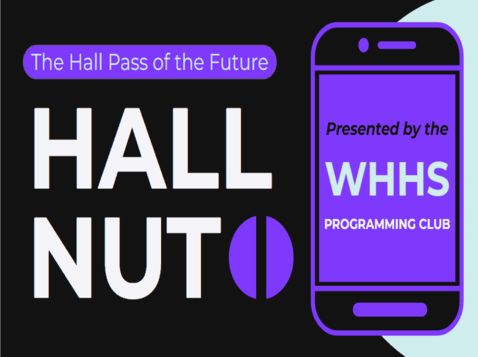 The Hall Pass of the Future
HALL
NUT
Presented by the
WHHS
PROGRAMMING CLUB